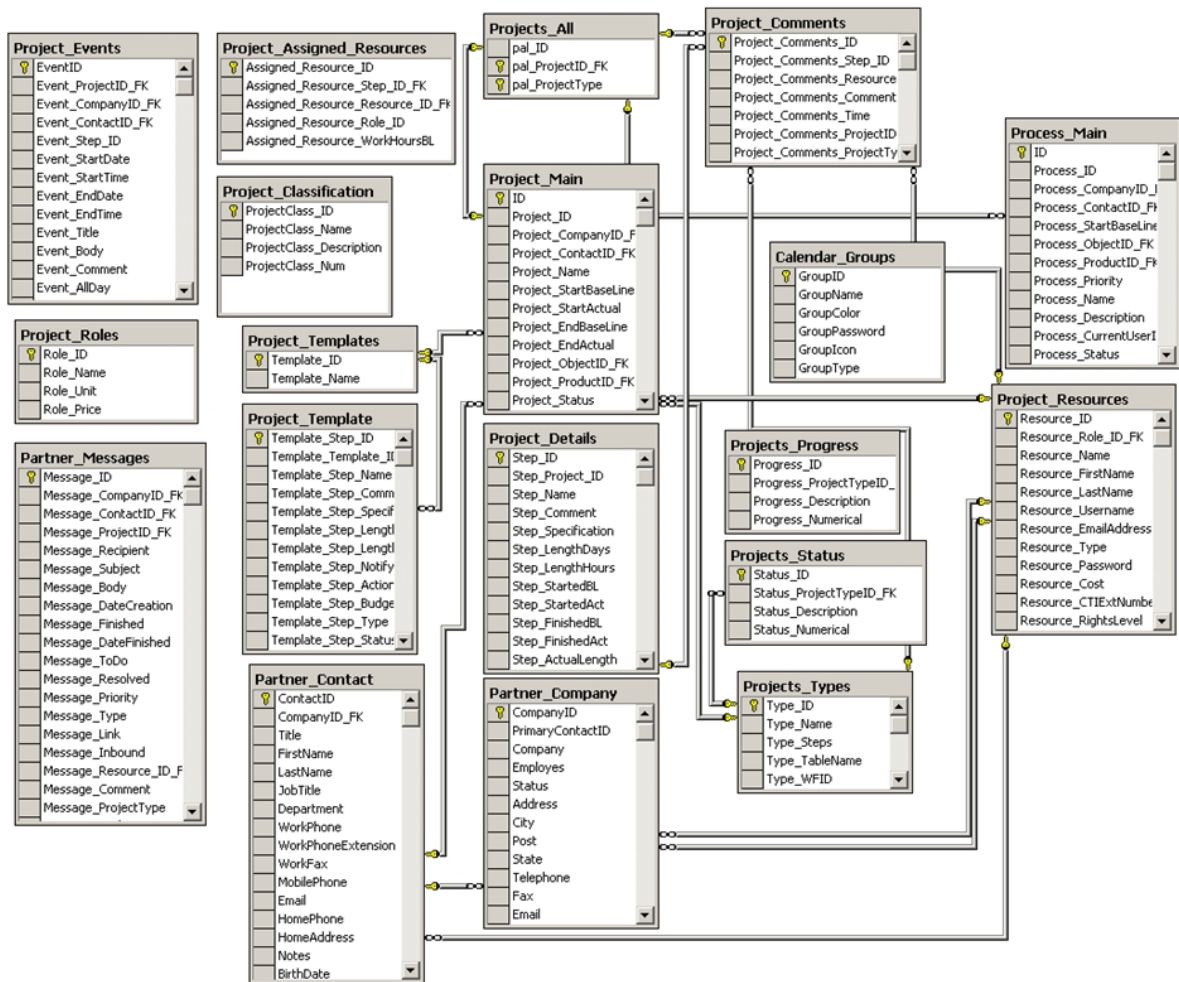 Project_Events
EventID
Event_ProjectID_FK
Event_CompanyID_FK
Event_ContactID_FK
Event_Step_ID
Event_StartDate
Event_StartTime
Event_EndDate
Event_EndTime
Event_Title
Event_Body
Event_Comment
Event_AllDay
Project_Assigned_Resources
Assigned_Resource_ID
Assigned_Resource_Step_ID_FK
Assigned_Resource_Resource_ID_FK
Assigned_Resource_Role_ID
Assigned_Resource_WorkHoursBL
Projects_All
pal_ID
pal_ProjectID_FK
pal_ProjectType
Project_Comments
Project_Comments_ID
Project_Comments_Step_ID
Project_Comments_Resource
Project_Comments_Comment
Project_Comments_Time
Project_Comments_ProjectID
Project_Comments_ProjectTy
Process_Main
ID
Process_ID
Process_CompanyID_
Process_ContactID_FK
Process_StartBaseLine
Process_ObjectID_FK
Process_ProductID_FK
Process_Priority
Process_Name
Process_Description
Process_CurrentUserI
Process_Status
Project_Classification
ProjectClass_ID
ProjectClass_Name
ProjectClass_Description
ProjectClass_Num
Project_Main
ID
Project_ID
Project_CompanyID_F
Project_ContactID_FK
Project_Name
Project_StartBaseLine
Project_StartActual
Project_EndBaseLine
Project_EndActual
Project_ObjectID_FK
Project_ProductID_FK
Project_Status
Calendar_Groups
GroupID
GroupName
GroupColor
GroupPassword
GroupIcon
GroupType
Project_Roles
Role_ID
Role_Name
Role_Unit
Role_Price
Project_Templates
Template_ID
Template_Name
Project_Template
Template_Step_ID
Template_Template_ID
Template_Step_Name
Template_Step_Comm
Template_Step_Specif
Template_Step_Lengtl
Template_Step_Lengtl
Template_Step_Notify
Template_Step_Action
Template_Step_Budge
Template_Step_Type
Template_Step_Status
Project_Details
Step_ID
Step_Project_ID
Step_Name
Step_Comment
Step_Specification
Step_LengthDays
Step_LengthHours
Step_StartedBL
Step_StartedAct
Step_FinishedBL
Step_FinishedAct
Step_ActualLength
Projects_Progress
Progress_ID
Progress_ProjectTypeID_
Progress_Description
Progress_Numerical
Projects_Status
Status_ID
Status_ProjectTypeID_FK
Status_Description
Status_Numerical
Project_Resources
Resource_ID
Resource_Role_ID_FK
Resource_Name
Resource_FirstName
Resource_LastName
Resource_Username
Resource_EmailAddress
Resource_Type
Resource_Password
Resource_Cost
Resource_CTIExtNumbe
Resource_RightsLevel
Partner_Messages
Message_ID
Message_CompanyID_FK
Message_ContactID_FK
Message_ProjectID_FK
Message_Recipient
Message_Subject
Message_Body
Message_DateCreation
Message_Finished
Message_DateFinished
Message_ToDo
Message_Resolved
Message_Priority
Message_Type
Message_Link
Message_Inbound
Message_Resource_ID_F
Message_Comment
Message_ProjectType
Partner_Contact
ContactID
CompanyID_FK
Title
FirstName
LastName
JobTitle
Department
WorkPhone
WorkPhoneExtension
WorkFax
MobilePhone
Email
HomePhone
HomeAddress
Notes
BirthDate
Partner_Company
CompanyID
PrimaryContactID
Company
Employes
Status
Address
City
Post
State
Telephone
Fax
Email
Projects_Types
Type_ID
Type_Name
Type_Steps
Type_TableName
Type_WFID